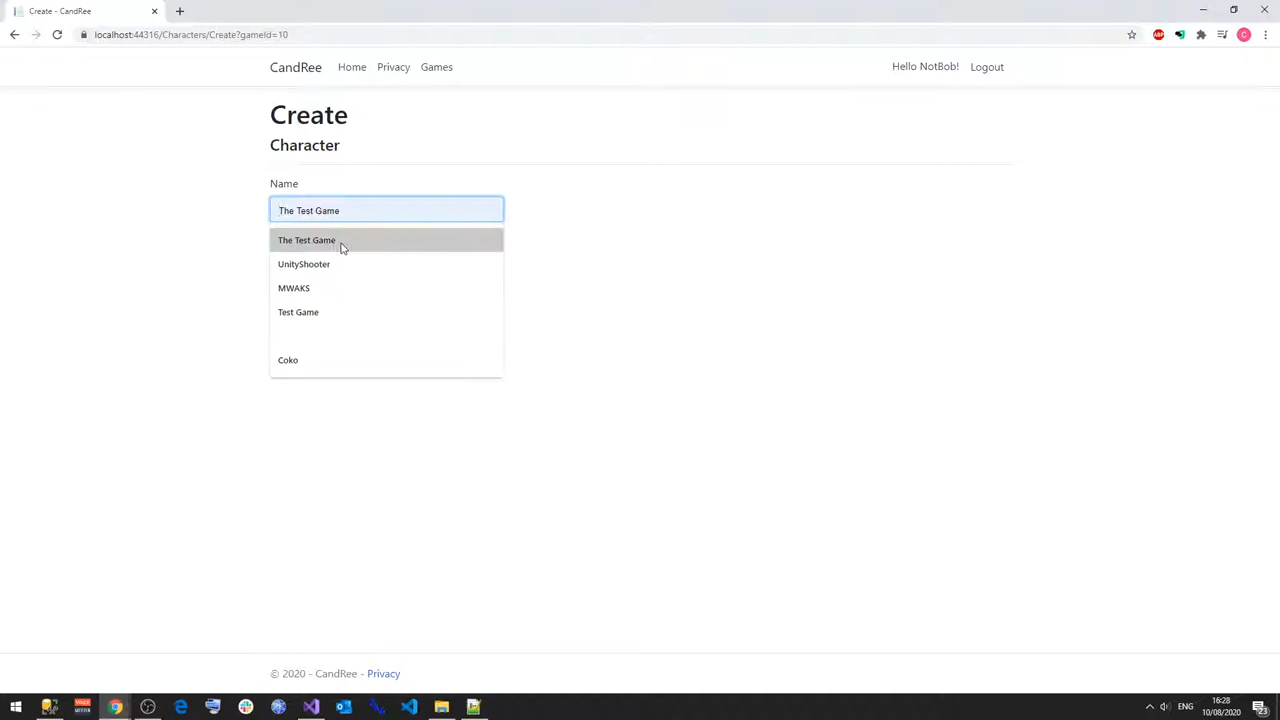 Create - CandRee
localhost:44316/Characters/Create?gameId=10
ABP
C
CandRee Home Privacy Games Hello NotBob! Logout
Create
Character
Name
The Test Game
The Test Game
UnityShooter
MWAKS
Test Game
Coko
© 2020 - CandRee - Privacy
ENG
16:28
10/08/2020
23